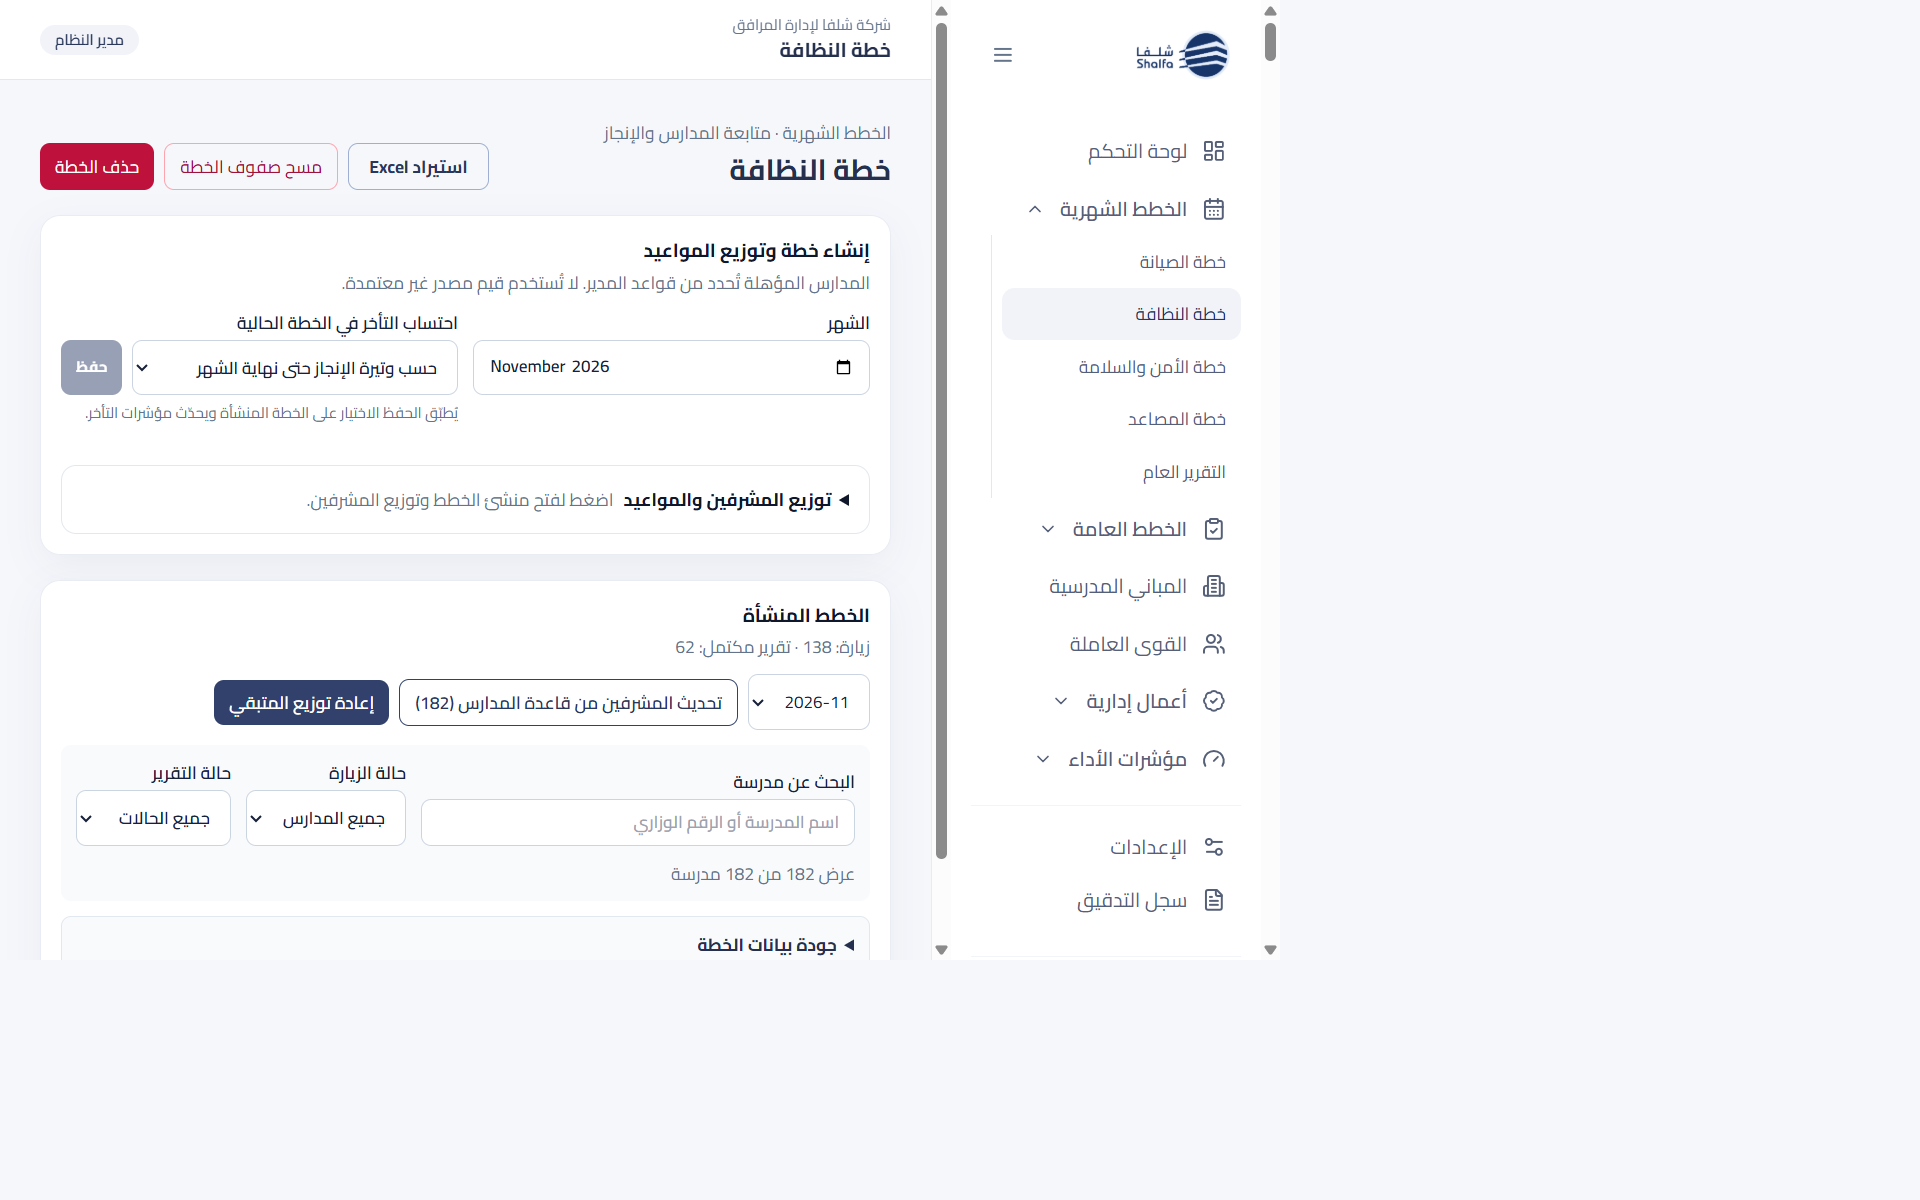 شلفا
Shalfa
لوحة التحكم
الخطط الشهرية
خطة الصيانة
خطة النظافة
خطة الأمن والسلامة
خطة المصاعد
التقرير العام
الخطط العامة
المباني المدرسية
القوى العاملة
أعمال إدارية
مؤشرات الأداء
الإعدادات
سجل التدقيق
شركة شلفا لإدارة المرافق
خطة النظافة
مدير النظام
الخطط الشهرية · متابعة المدارس والإنجاز
خطة النظافة
استيراد Excel
مسح صفوف الخطة
حذف الخطة
إنشاء خطة وتوزيع المواعيد
المدارس المؤهلة تُحدد من قواعد المدير. لا تُستخدم قيم مصدر غير معتمدة.
الشهر
November 2026
احتساب التأخر في الخطة الحالية
حسب وتيرة الإنجاز حتى نهاية الشهر
حفظ
يُطبّق الحفظ الاختيار على الخطة المنشأة ويحدّث مؤشرات التأخر.
توزيع المشرفين والمواعيد اضغط لفتح منشئ الخطط وتوزيع المشرفين.
الخطط المنشأة
زيارة: 138 · تقرير مكتمل: 62
2026-11
تحديث المشرفين من قاعدة المدارس (182)
إعادة توزيع المتبقي
البحث عن مدرسة
اسم المدرسة أو الرقم الوزاري
حالة الزيارة
جميع المدارس
حالة التقرير
جميع الحالات
عرض 182 من 182 مدرسة
جودة بيانات الخطة